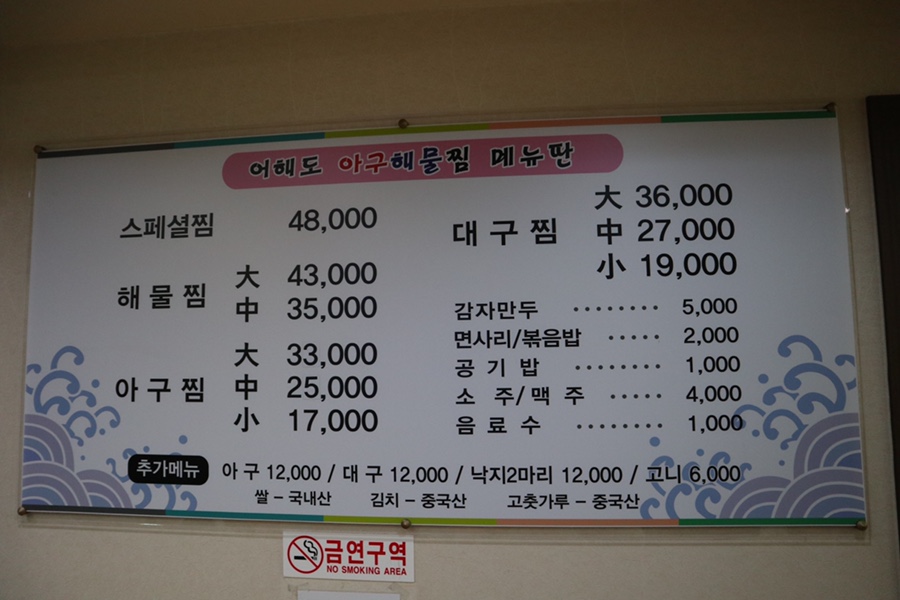 어해도 아구해물찜 메뉴판
스페셜찜 48,000
해물찜 大 43,000
中 35,000
아구찜 大 33,000
中 25,000
小 17,000
대구찜 大 36,000
中 27,000
小 19,000
감자만두 ········ 5,000
면사리/볶음밥 ····· 2,000
공기밥 ········ 1,000
소주/맥주 ····· 4,000
음료수 ········ 1,000
추가메뉴 아구 12,000 / 대구 12,000 / 낙지2마리 12,000 / 고니 6,000
쌀 - 국내산 김치 - 중국산 고춧가루 - 중국산
금연구역
NO SMOKING AREA